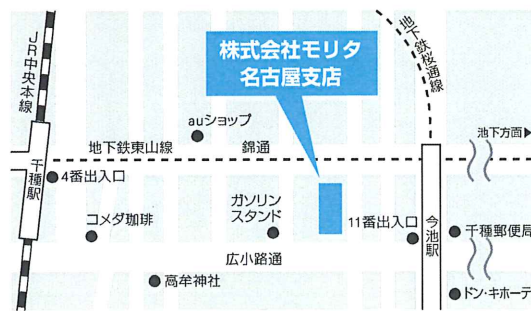 株式会社モリタ
名古屋支店
JR中央本線
地下鉄桜通線
auショップ
池下方面▶
地下鉄東山線
錦通
千種駅
4番出入口
ガソリン
スタンド
コメダ珈琲
11番出入口
今池駅
千種郵便局
広小路通
高牟神社
ドン・キホーテ